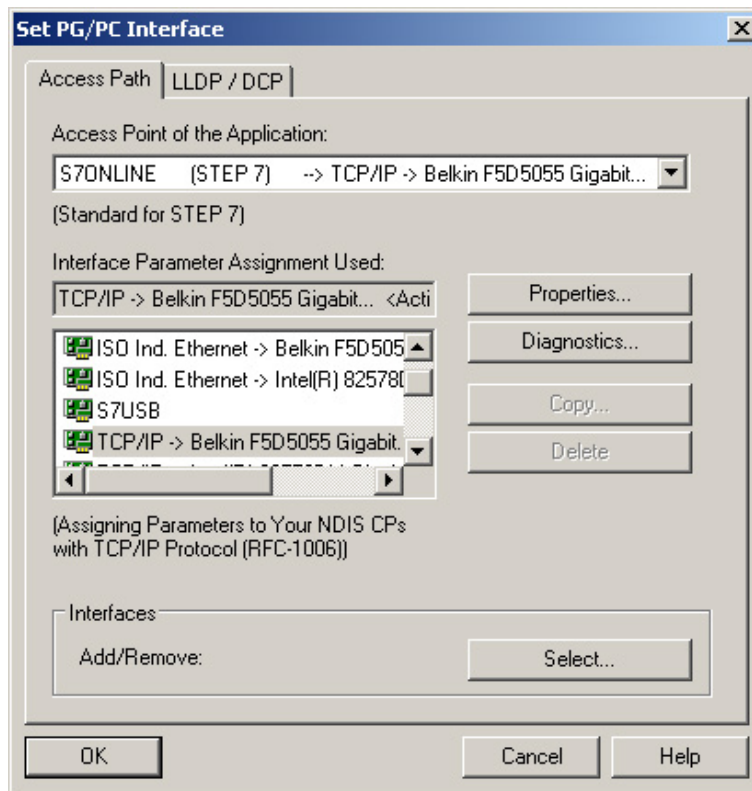 Set PG/PC Interface
Access Path
LLDP / DCP
Access Point of the Application:
S7ONLINE (STEP 7) --> TCP/IP -> Belkin F5D5055 Gigabit...
(Standard for STEP 7)
Interface Parameter Assignment Used:
TCP/IP -> Belkin F5D5055 Gigabit... <Acti
Properties...
Diagnostics...
ISO Ind. Ethernet -> Belkin F5D505
ISO Ind. Ethernet -> Intel(R) 82578
S7USB
TCP/IP -> Belkin F5D5055 Gigabit.
Copy...
Delete
(Assigning Parameters to Your NDIS CPs
with TCP/IP Protocol (RFC-1006))
Interfaces
Add/Remove:
Select...
OK
Cancel
Help